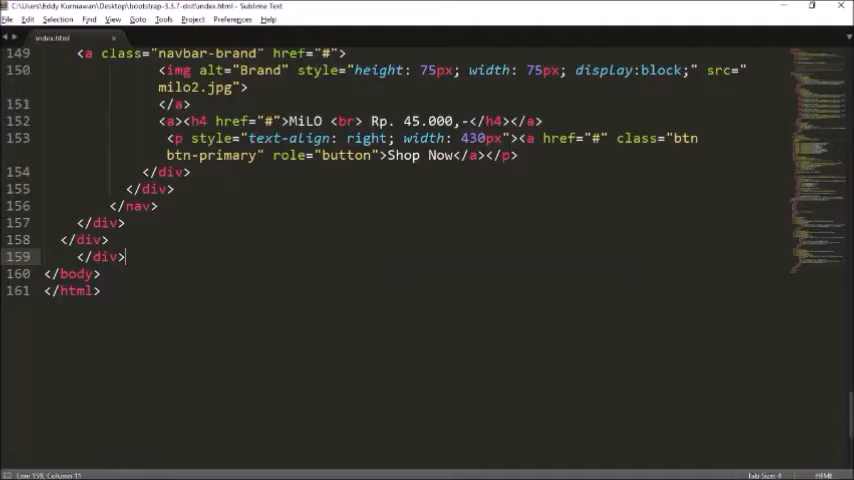 C:\Users\Eddy Kurniawan\Desktop\bootstrap-3.3.7-dist\index.html - Sublime Text
File Edit Selection Find View Goto Tools Project Preferences Help
index.html ×
149 <a class="navbar-brand" href="#">
150 <img alt="Brand" style="height: 75px; width: 75px; display:block;" src="
milo2.jpg">
151 </a>
152 <a><h4 href="#">MiLO <br> Rp. 45.000,-</h4></a>
153 <p style="text-align: right; width: 430px"><a href="#" class="btn
btn-primary" role="button">Shop Now</a></p>
154 </div>
155 </div>
156 </nav>
157 </div>
158 </div>
159 </div>
160 </body>
161 </html>
Line 159, Column 11 Tab Size: 4 HTML